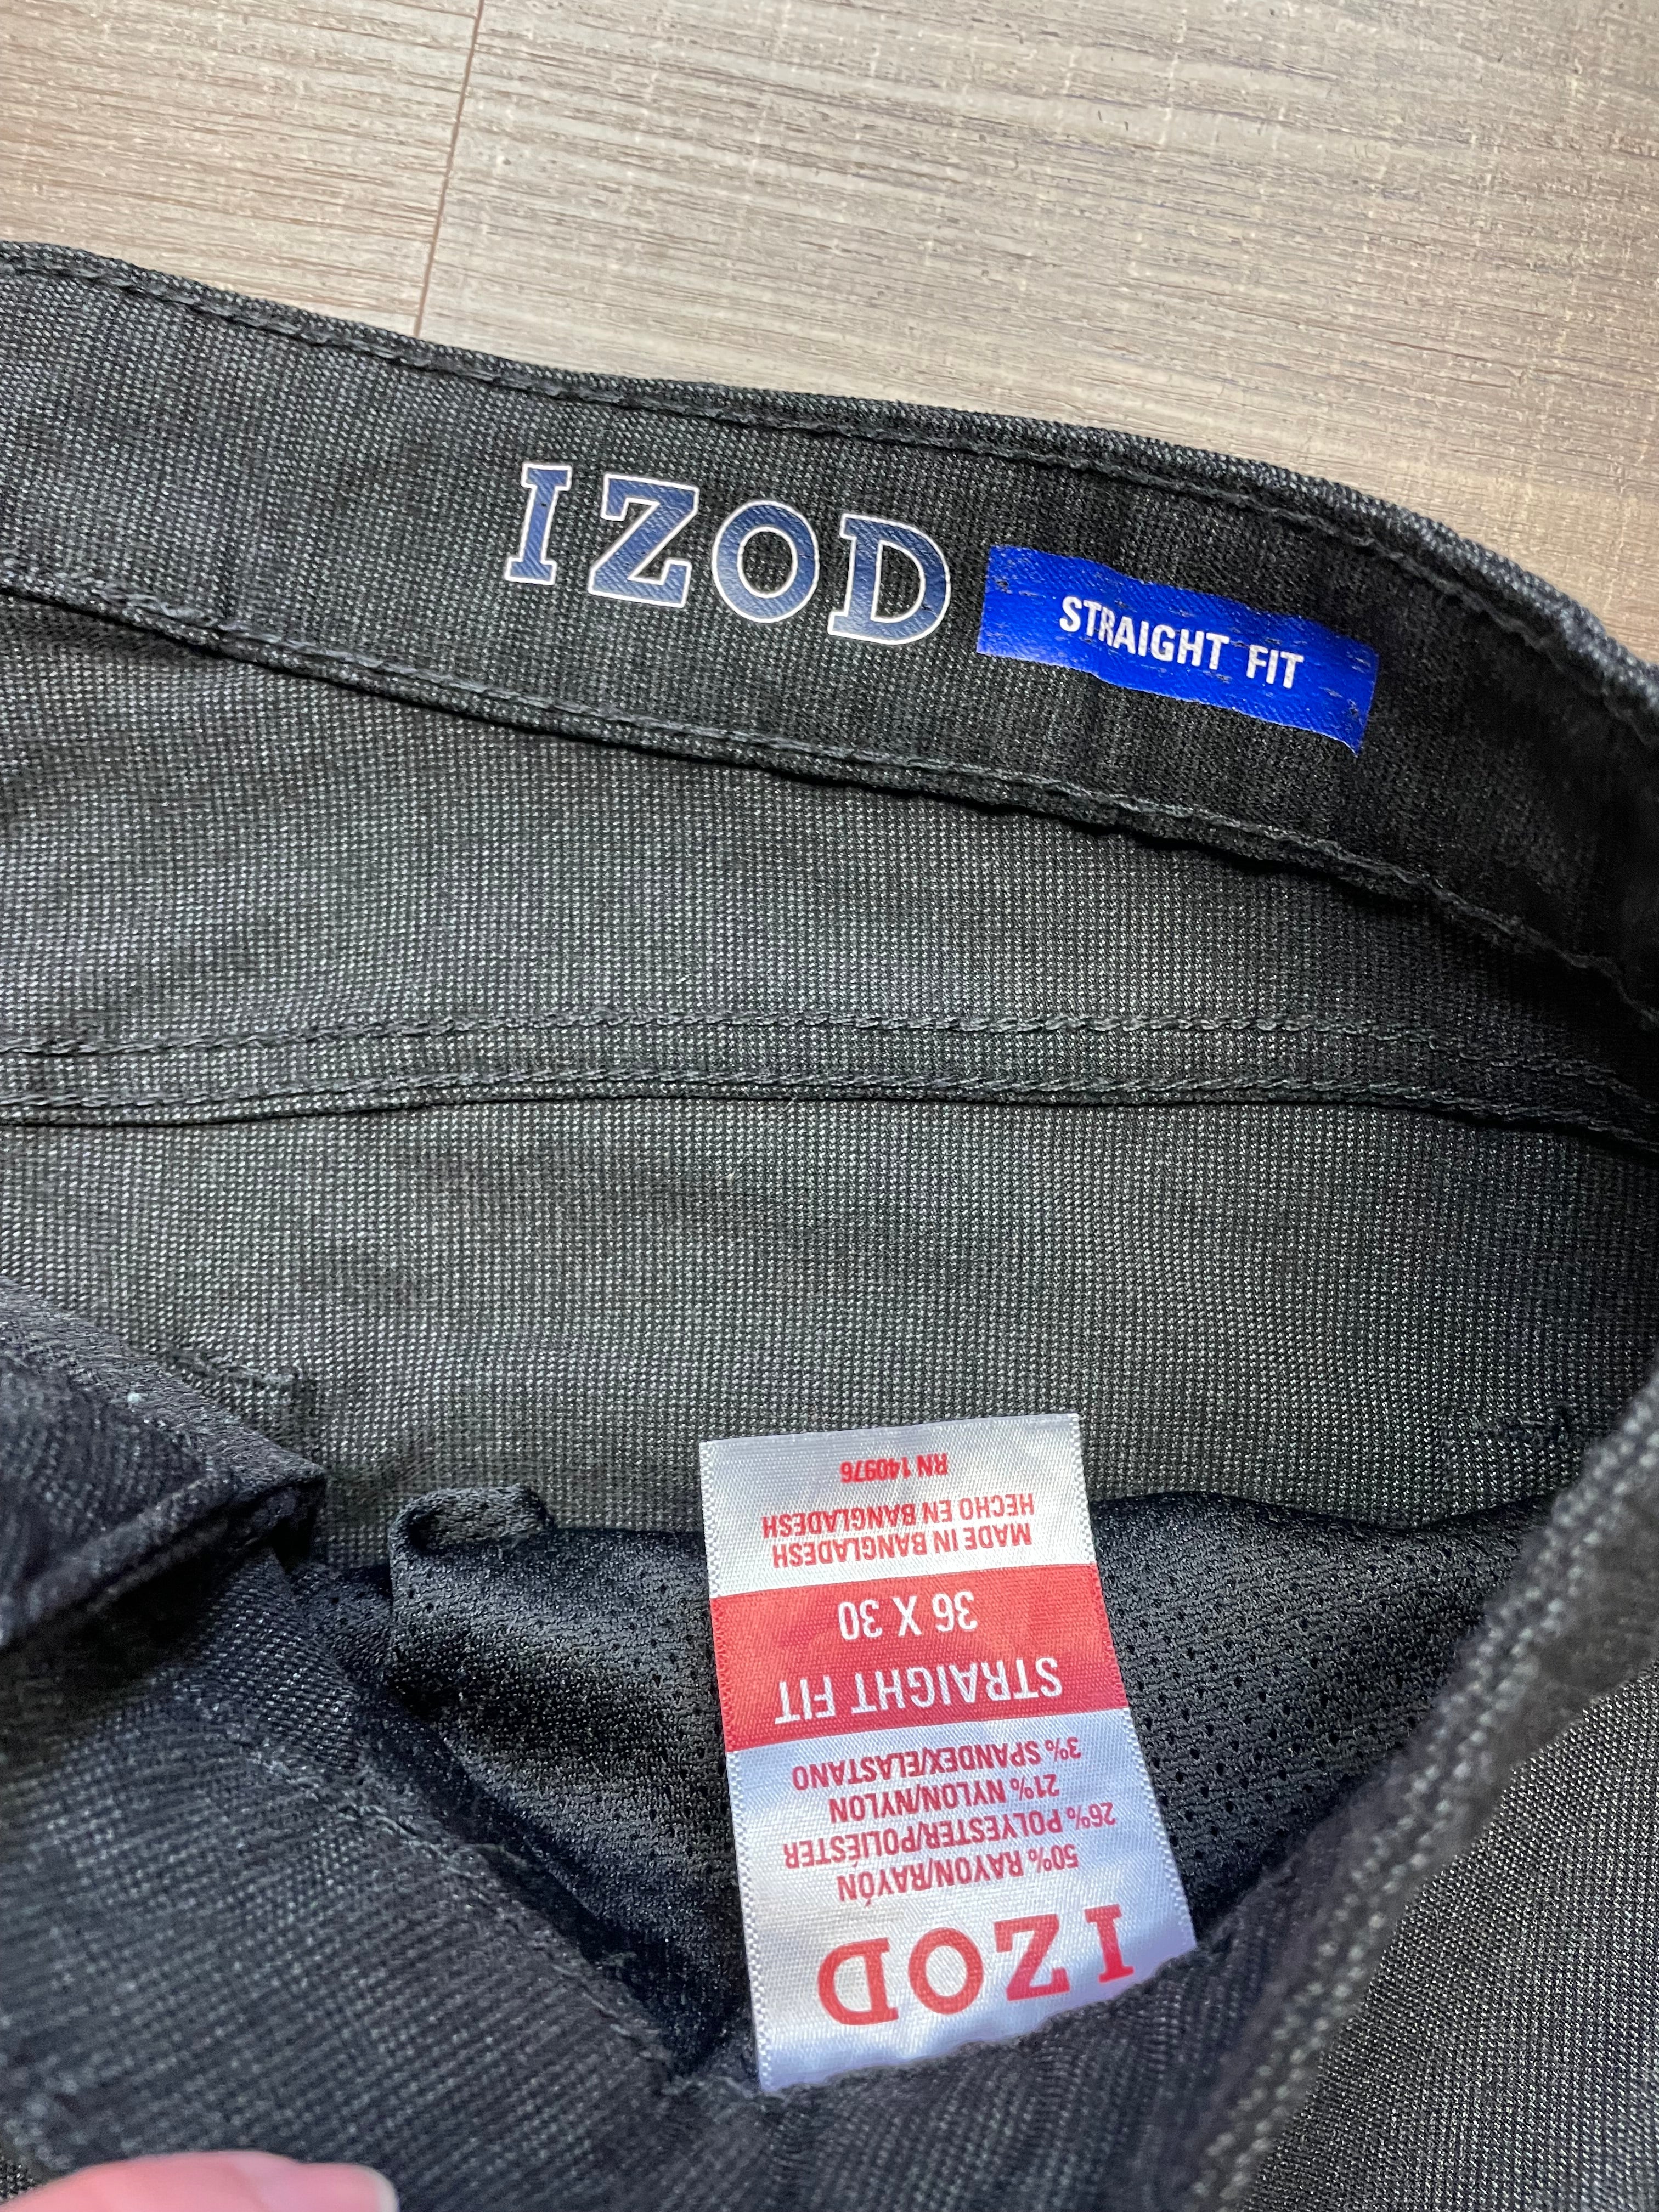 IZOD
STRAIGHT FIT
IZOD
50% RAYON/RAYÓN
26% POLYESTER/POLIÉSTER
21% NYLON/NYLON
3% SPANDEX/ELASTANO
STRAIGHT FIT
36 X 30
MADE IN BANGLADESH
HECHO EN BANGLADESH
RN 140976